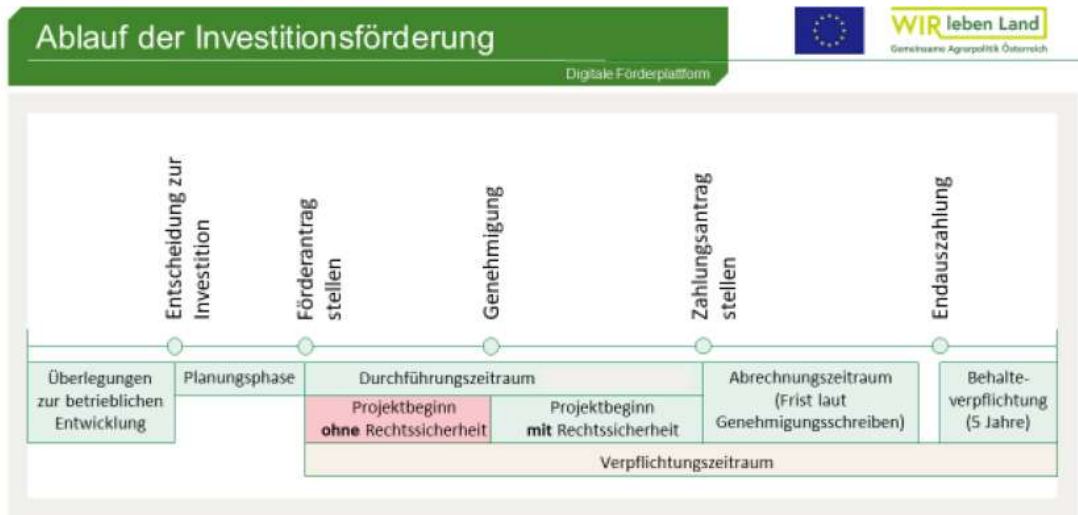 Ablauf der Investitionsförderung
Digitale Förderplattform
WIR leben Land
Gemeinsame Agrarpolitik Österreich
Entscheidung zur
Investition
Förderantrag
stellen
Genehmigung
Zahlungsantrag
stellen
Endauszahlung
Überlegungen
zur betrieblichen
Entwicklung
Planungsphase
Durchführungszeitraum
Projektbeginn
ohne Rechtssicherheit
Projektbeginn
mit Rechtssicherheit
Abrechnungszeitraum
(Frist laut
Genehmigungsschreiben)
Behalte-
verpflichtung
(5 Jahre)
Verpflichtungszeitraum